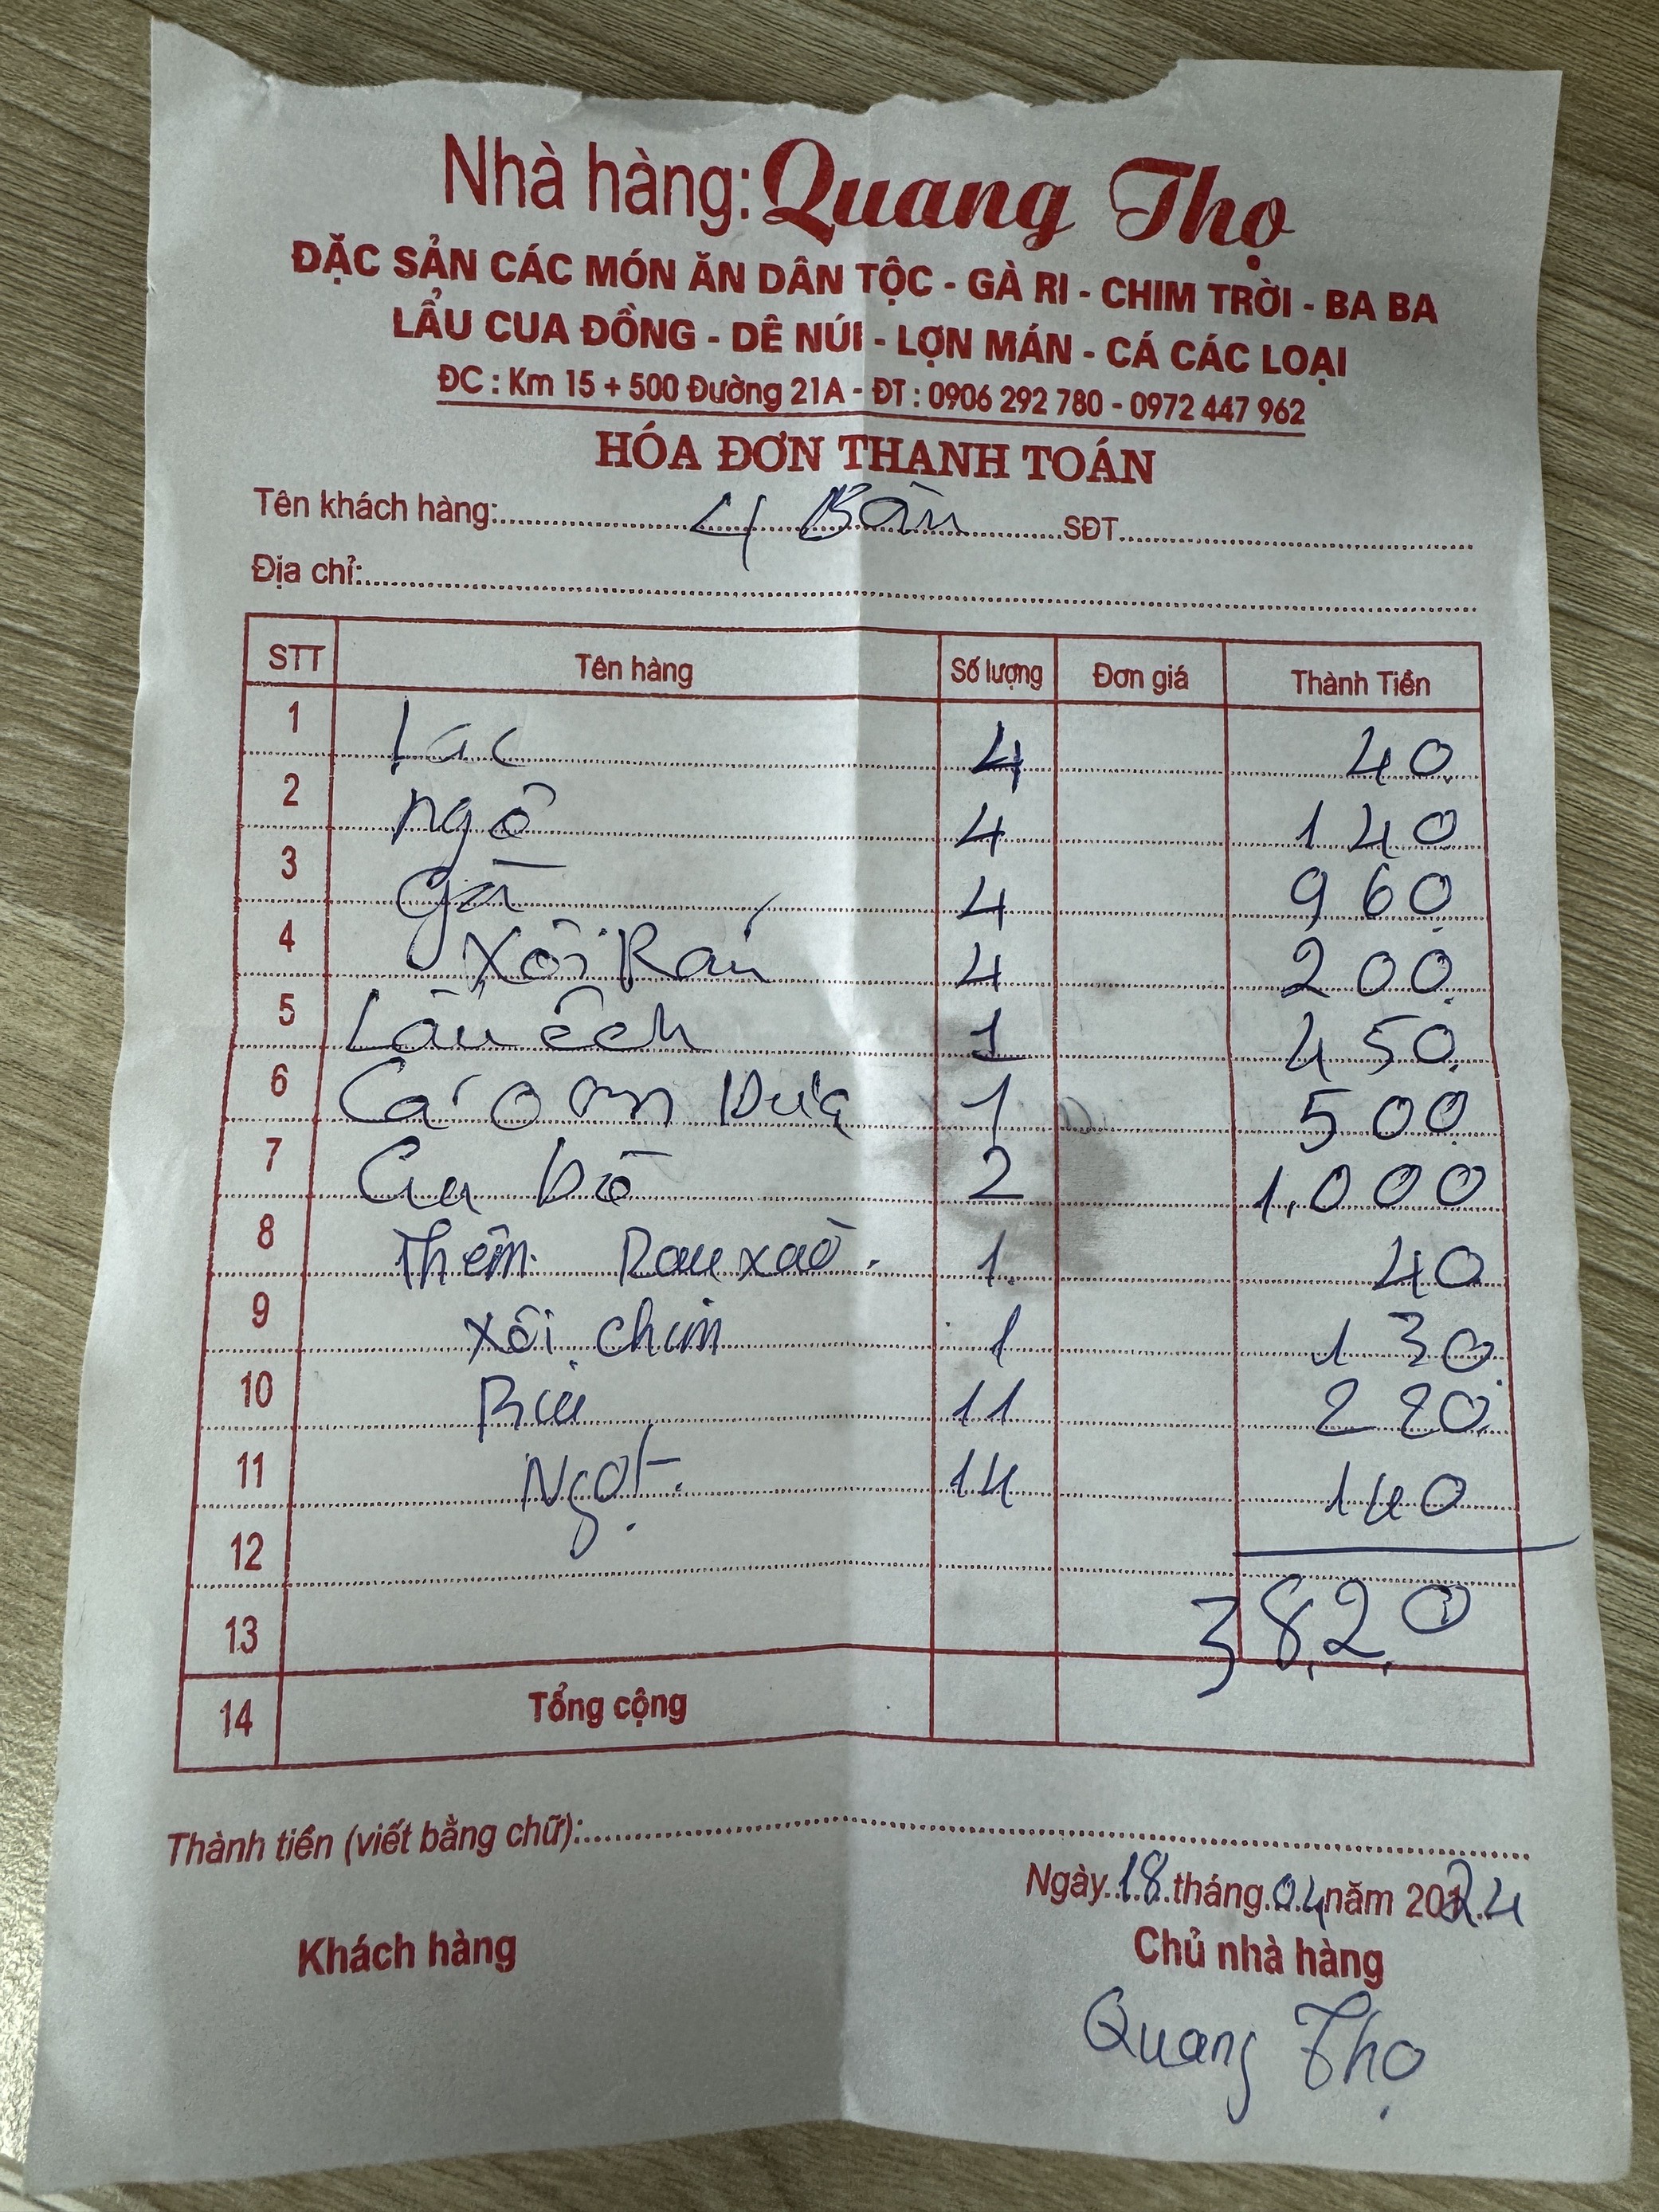 Nhà hàng: Quang Thọ
ĐẶC SẢN CÁC MÓN ĂN DÂN TỘC - GÀ RI - CHIM TRỜI - BA BA
LẨU CUA ĐỒNG - DÊ NÚI - LỢN MÁN - CÁ CÁC LOẠI
ĐC : Km 15 + 500 Đường 21A - ĐT : 0906 292 780 - 0972 447 962
HÓA ĐƠN THANH TOÁN
Tên khách hàng: 4 Bàn SĐT
Địa chỉ:
STT Tên hàng Số lượng Đơn giá Thành Tiền
1 Lac 4 40
2 ngô 4 140
3 Gà 4 960
4 Xôi Rán 4 200
5 Lẩu ếch 1 450
6 Cá om Dưa 1 500
7 2 1,000
8 Thêm Rau xào 1 40
9 xôi chim 1 130
10 Bia 11 220
11 Ngọt 14 140
12
13 3820
14 Tổng cộng
Thành tiền (viết bằng chữ):
Ngày 18 tháng 04 năm 2024
Khách hàng Chủ nhà hàng
Quang Thọ